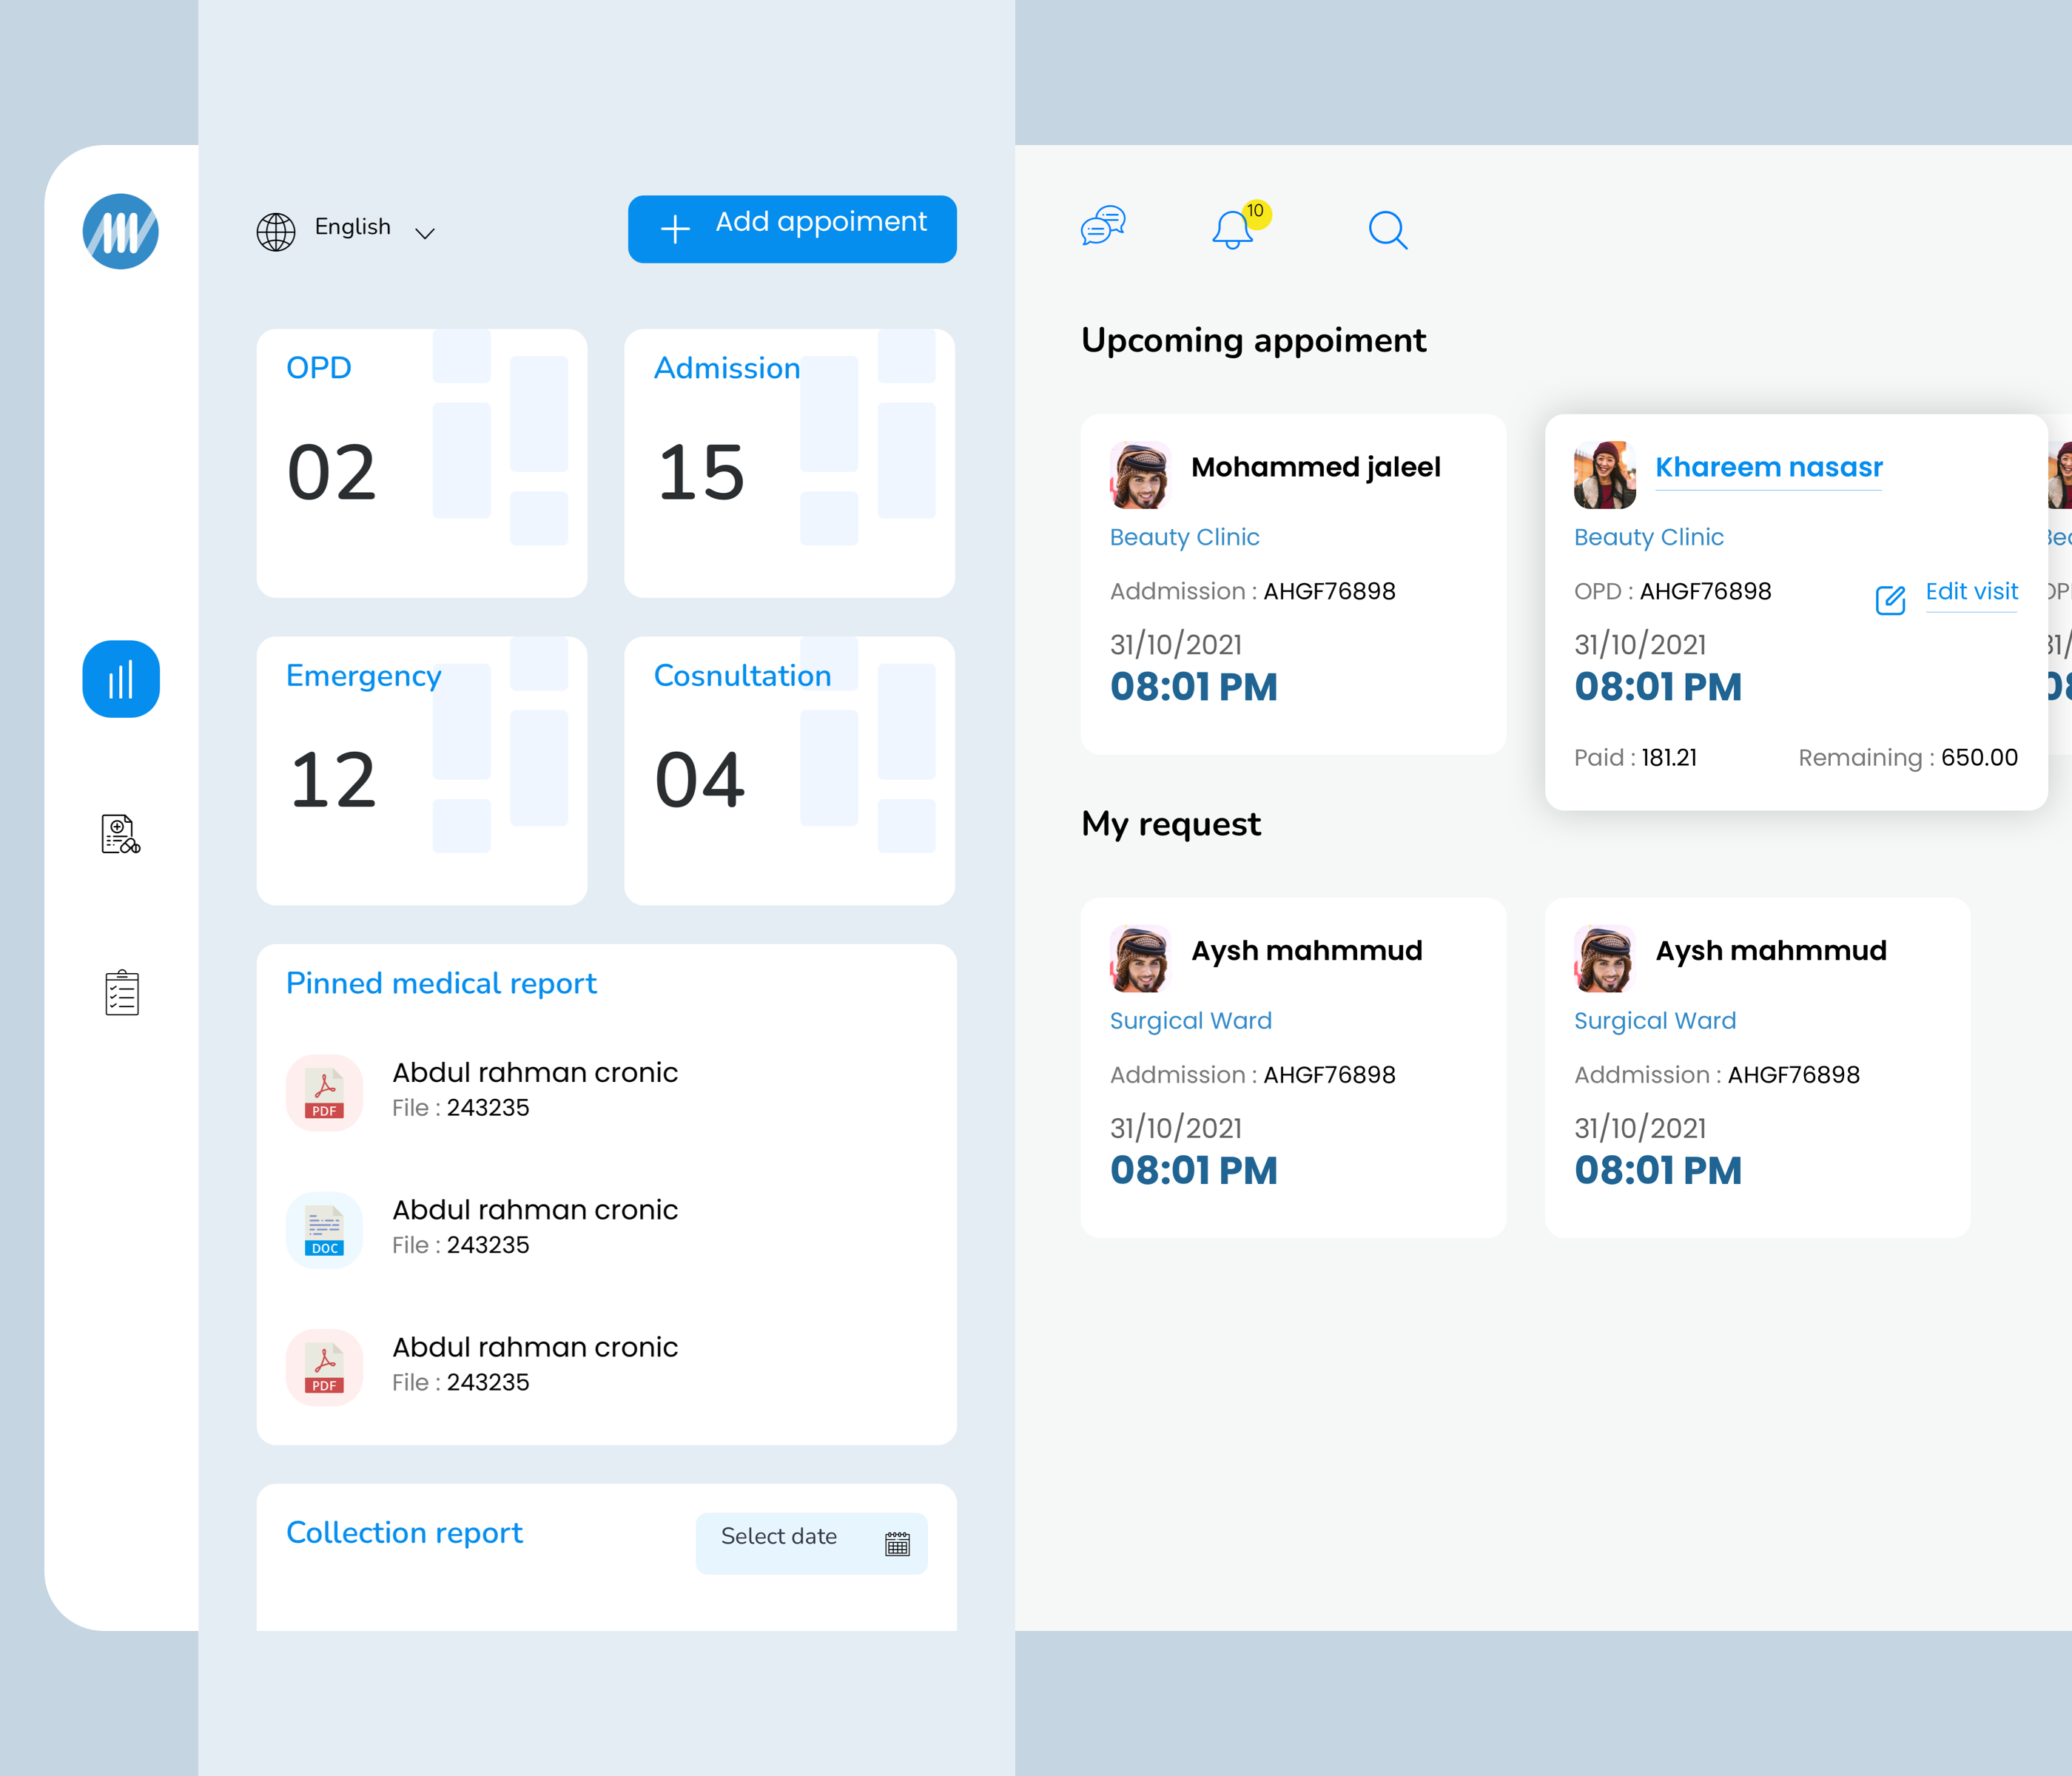 English
Add appoiment
10
OPD
02
Admission
15
Emergency
12
Cosnultation
04
Pinned medical report
PDF
Abdul rahman cronic
File : 243235
DOC
Abdul rahman cronic
File : 243235
PDF
Abdul rahman cronic
File : 243235
Collection report
Select date
Upcoming appoiment
Mohammed jaleel
Beauty Clinic
Addmission : AHGF76898
31/10/2021
08:01 PM
Khareem nasasr
Beauty Clinic
OPD : AHGF76898
Edit visit
31/10/2021
08:01 PM
Paid : 181.21
Remaining : 650.00
My request
Aysh mahmmud
Surgical Ward
Addmission : AHGF76898
31/10/2021
08:01 PM
Aysh mahmmud
Surgical Ward
Addmission : AHGF76898
31/10/2021
08:01 PM